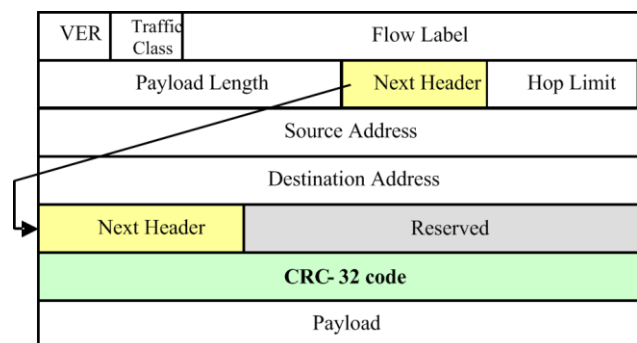 VER Traffic Class Flow Label
Payload Length Next Header Hop Limit
Source Address
Destination Address
Next Header Reserved
CRC- 32 code
Payload